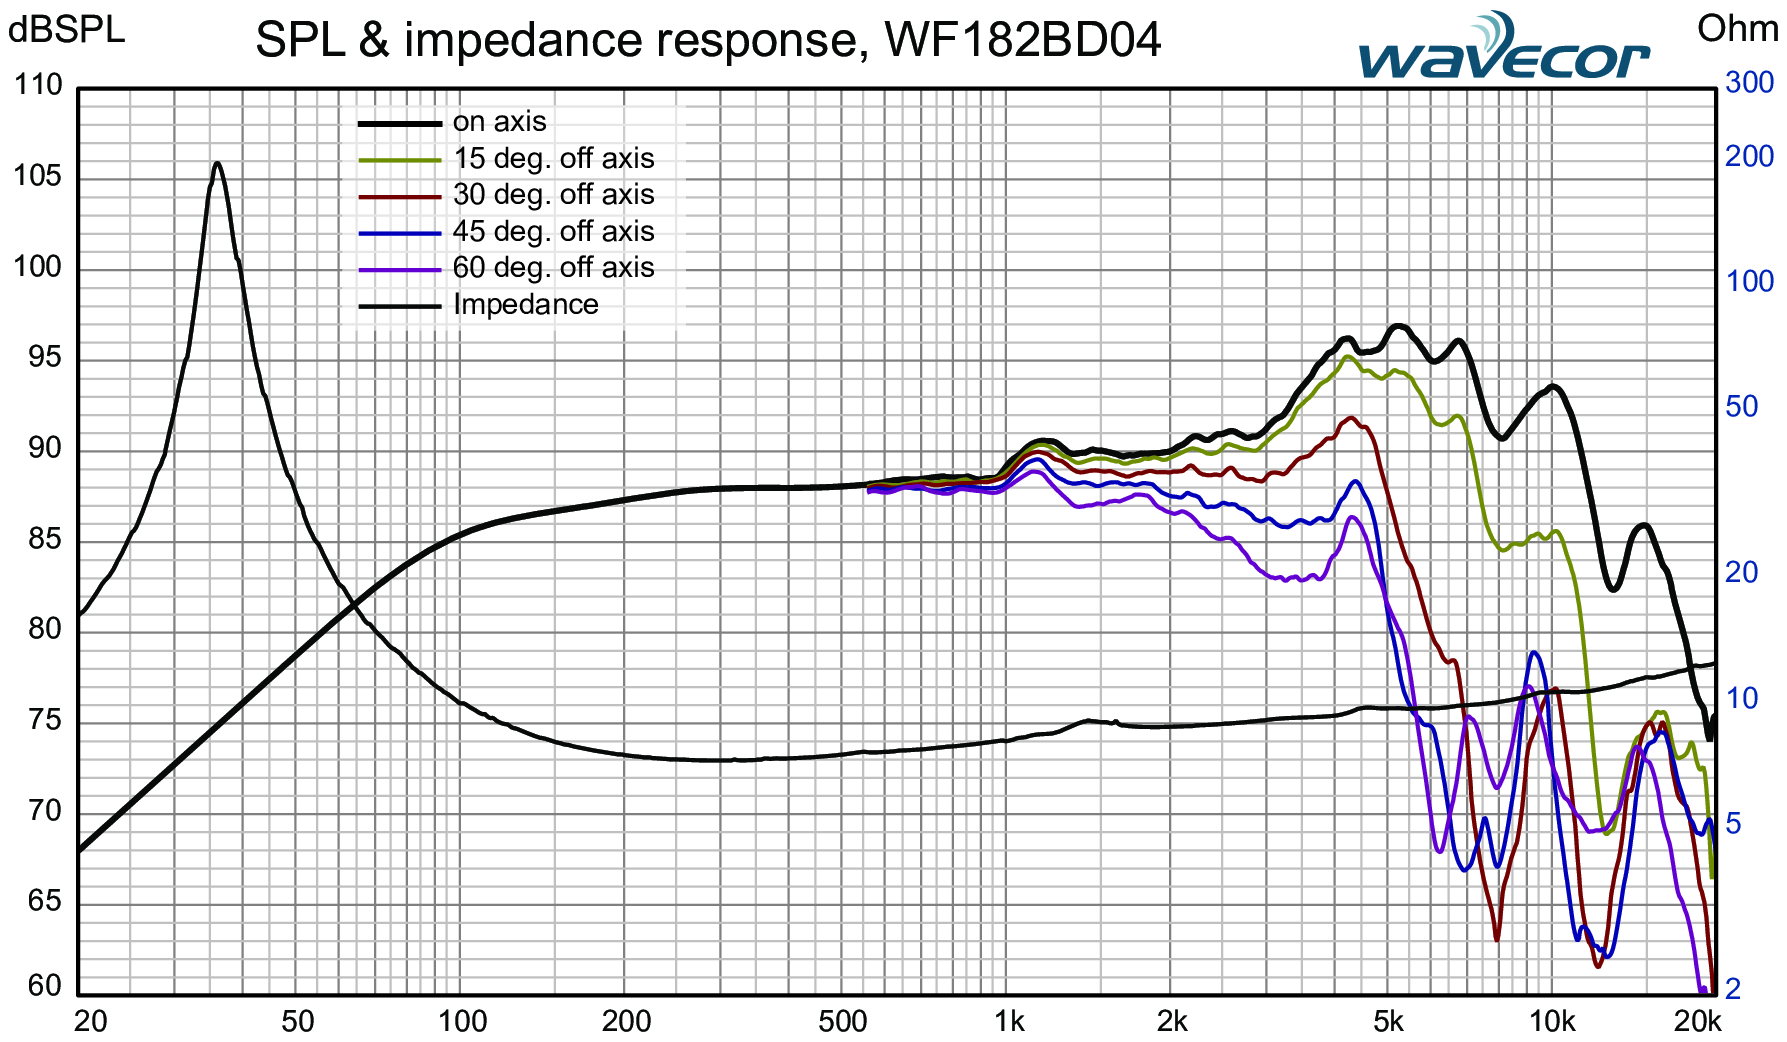 dBSPL
SPL & impedance response, WF182BD04
wavecor
Ohm
110
105
100
95
90
85
80
75
70
65
60
on axis
15 deg. off axis
30 deg. off axis
45 deg. off axis
60 deg. off axis
Impedance
300
200
100
50
20
10
5
2
20 50 100 200 500 1k 2k 5k 10k 20k